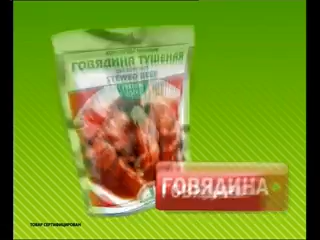 ГОВЯДИНА ТУШЕНАЯ
STEWED BEEF
ГОВЯДИНА
ТОВАР СЕРТИФИЦИРОВАН